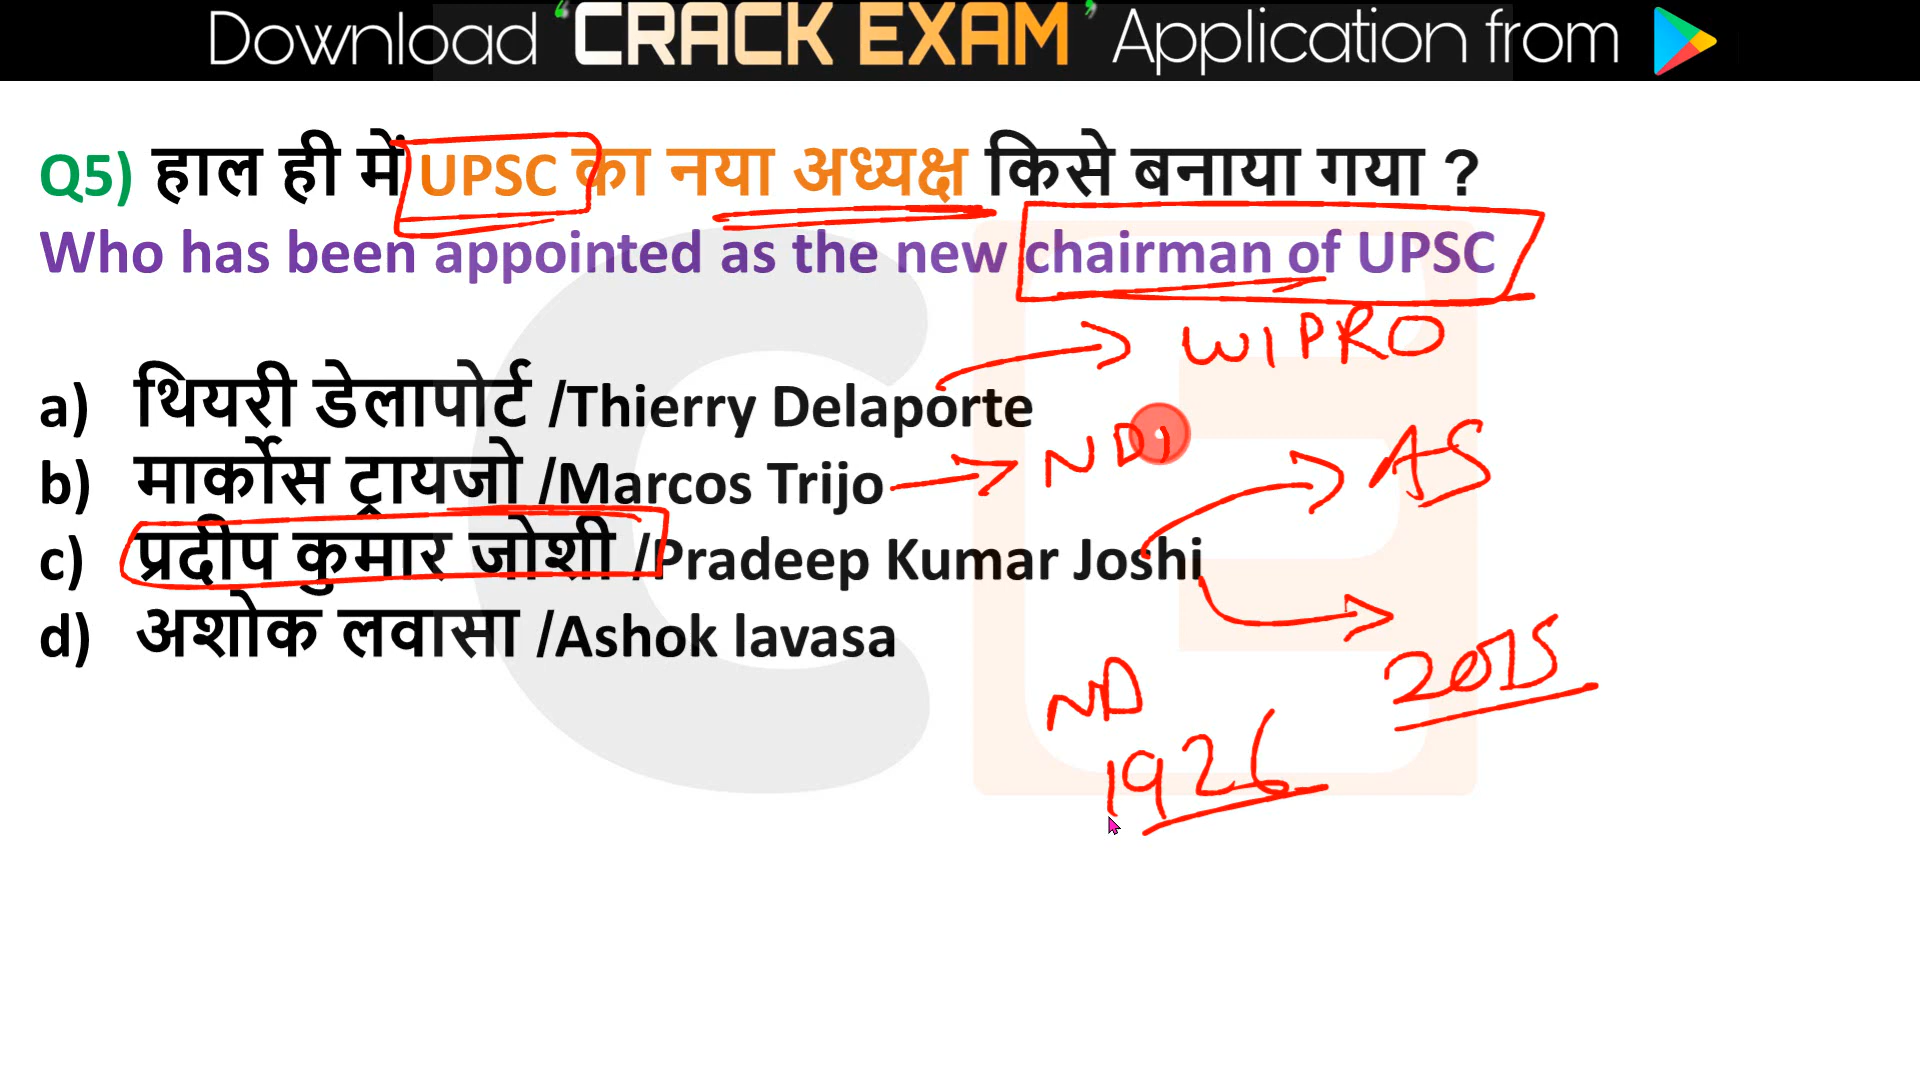 Download ‘CRACK EXAM’ Application from
Q5) हाल ही में UPSC का नया अध्यक्ष किसे बनाया गया ?
Who has been appointed as the new chairman of UPSC
WIPRO
a) थियरी डेलापोर्ट /Thierry Delaporte
b) मार्कोस ट्रायजो /Marcos Trijo
AS
c) प्रदीप कुमार जोशी /Pradeep Kumar Joshi
d) अशोक लवासा /Ashok lavasa
ND
1926